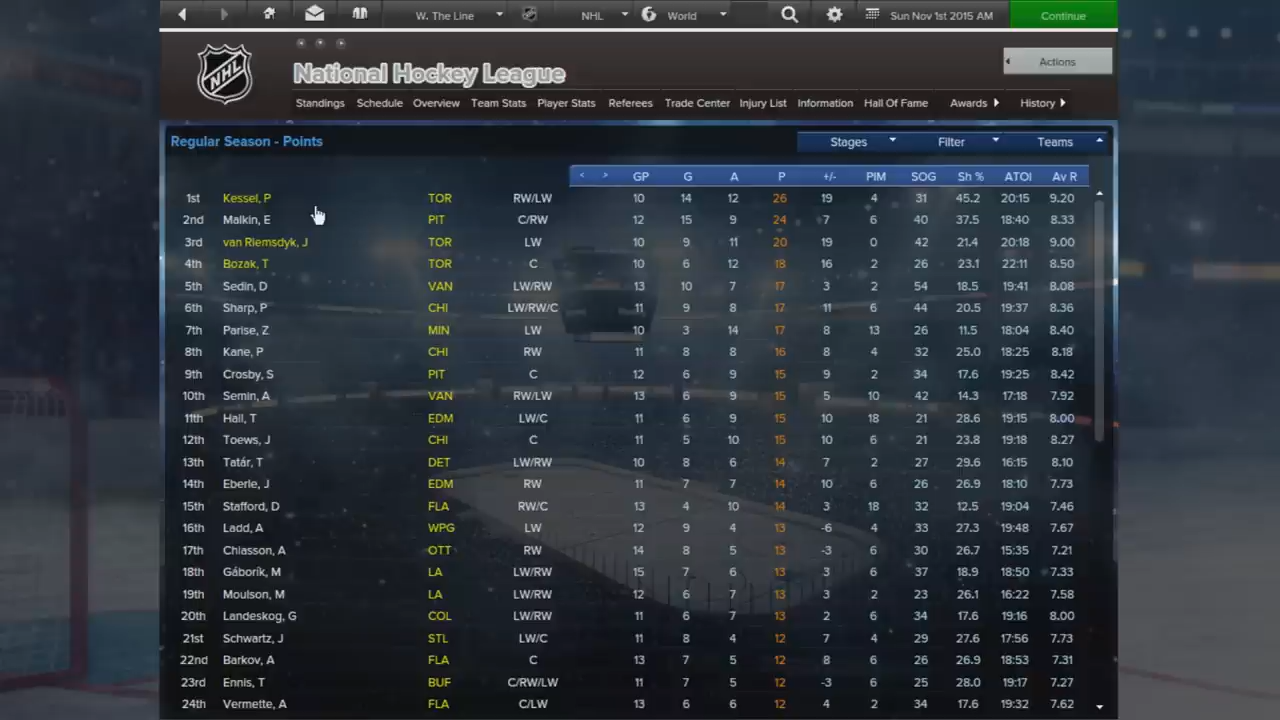 W. The Line NHL World Sun Nov 1st 2015 AM Continue
NHL
National Hockey League
Actions
Standings Schedule Overview Team Stats Player Stats Referees Trade Center Injury List Information Hall Of Fame Awards History
Regular Season - Points Stages Filter Teams
< > GP G A P +/- PIM SOG Sh % ATOI Av R
1st Kessel, P TOR RW/LW 10 14 12 26 19 4 31 45.2 20:15 9.20
2nd Malkin, E PIT C/RW 12 15 9 24 7 6 40 37.5 18:40 8.33
3rd van Riemsdyk, J TOR LW 10 9 11 20 19 0 42 21.4 20:18 9.00
4th Bozak, T TOR C 10 6 12 18 16 2 26 23.1 22:11 8.50
5th Sedin, D VAN LW/RW 13 10 7 17 3 2 54 18.5 19:41 8.08
6th Sharp, P CHI LW/RW/C 11 9 8 17 11 6 44 20.5 19:37 8.36
7th Parise, Z MIN LW 10 3 14 17 8 13 26 11.5 18:04 8.40
8th Kane, P CHI RW 11 8 8 16 8 4 32 25.0 18:25 8.18
9th Crosby, S PIT C 12 6 9 15 9 2 34 17.6 19:25 8.42
10th Semin, A VAN RW/LW 13 6 9 15 5 10 42 14.3 17:18 7.92
11th Hall, T EDM LW/C 11 6 9 15 10 18 21 28.6 19:15 8.00
12th Toews, J CHI C 11 5 10 15 10 6 21 23.8 19:18 8.27
13th Tatár, T DET LW/RW 10 8 6 14 7 2 27 29.6 16:15 8.10
14th Eberle, J EDM RW 11 7 7 14 10 6 26 26.9 18:10 7.73
15th Stafford, D FLA RW/C 13 4 10 14 3 18 32 12.5 19:04 7.46
16th Ladd, A WPG LW 12 9 4 13 -6 4 33 27.3 19:48 7.67
17th Chiasson, A OTT RW 14 8 5 13 -3 6 30 26.7 15:35 7.21
18th Gáborík, M LA LW/RW 15 7 6 13 3 6 37 18.9 18:50 7.33
19th Moulson, M LA LW/RW 12 6 7 13 3 2 23 26.1 16:22 7.58
20th Landeskog, G COL LW/RW 11 6 7 13 2 6 34 17.6 19:16 8.00
21st Schwartz, J STL LW/C 11 8 4 12 7 4 29 27.6 17:56 7.73
22nd Barkov, A FLA C 13 7 5 12 8 6 26 26.9 18:53 7.31
23rd Ennis, T BUF C/RW/LW 11 7 5 12 -3 6 25 28.0 19:17 7.27
24th Vermette, A FLA C/LW 13 6 6 12 4 2 34 17.6 19:32 7.62